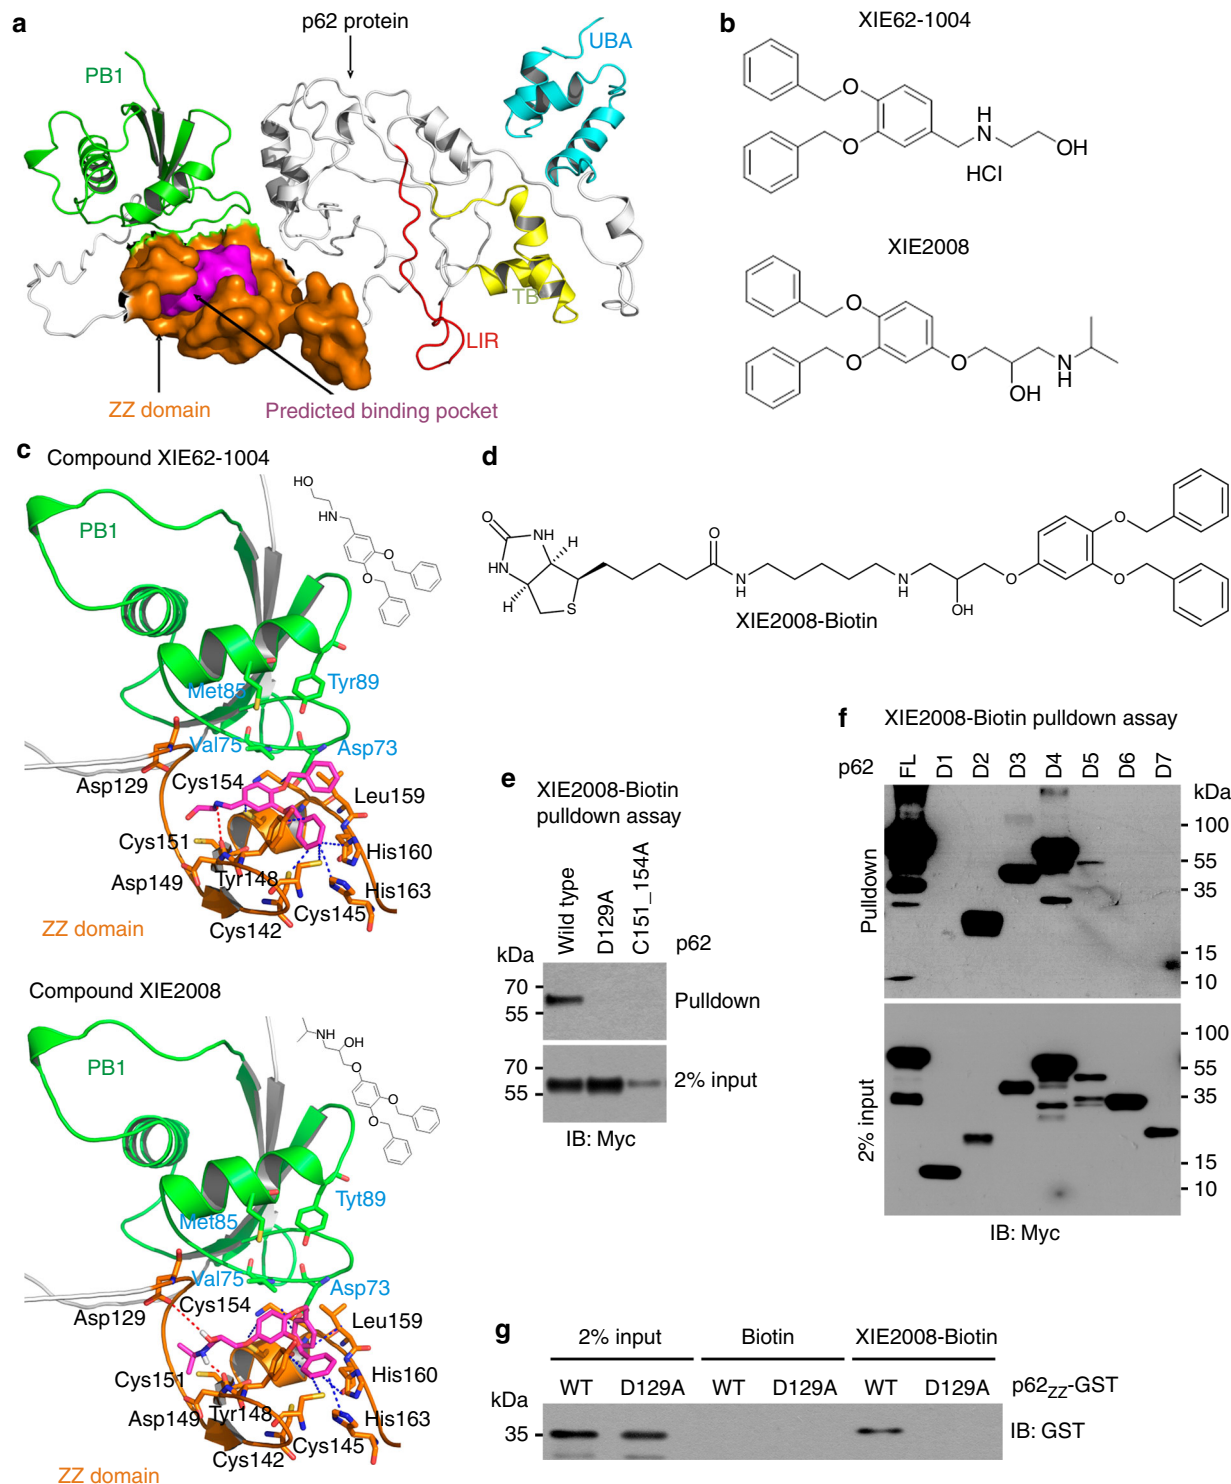 a
p62 protein
PB1
UBA
TB
LIR
ZZ domain
Predicted binding pocket
b
XIE62-1004
O
O
H
N
OH
HCl
XIE2008
O
O
O
OH
N
H
c
Compound XIE62-1004
HO
HN
O
O
PB1
Met85
Tyr89
Val75
Asp73
Asp129
Cys154
Leu159
Cys151
His160
Asp149
Tyr148
His163
Cys145
Cys142
ZZ domain
Compound XIE2008
NH
OH
O
O
O
PB1
Met85
Tyt89
Val75
Asp73
Asp129
Cys154
Leu159
Cys151
His160
Asp149
Tyr148
His163
Cys145
Cys142
ZZ domain
d
O
NH
HN
H
H
S
O
N
H
N
H
OH
O
O
O
XIE2008-Biotin
e
XIE2008-Biotin
pulldown assay
Wild type
D129A
C151_154A
p62
kDa
70
55
Pulldown
70
55
2% input
IB: Myc
f
XIE2008-Biotin pulldown assay
p62 FL D1 D2 D3 D4 D5 D6 D7
kDa
Pulldown
100
55
35
15
10
2% input
100
55
35
15
10
IB: Myc
g
2% input Biotin XIE2008-Biotin
kDa WT D129A WT D129A WT D129A p62ZZ-GST
35
IB: GST